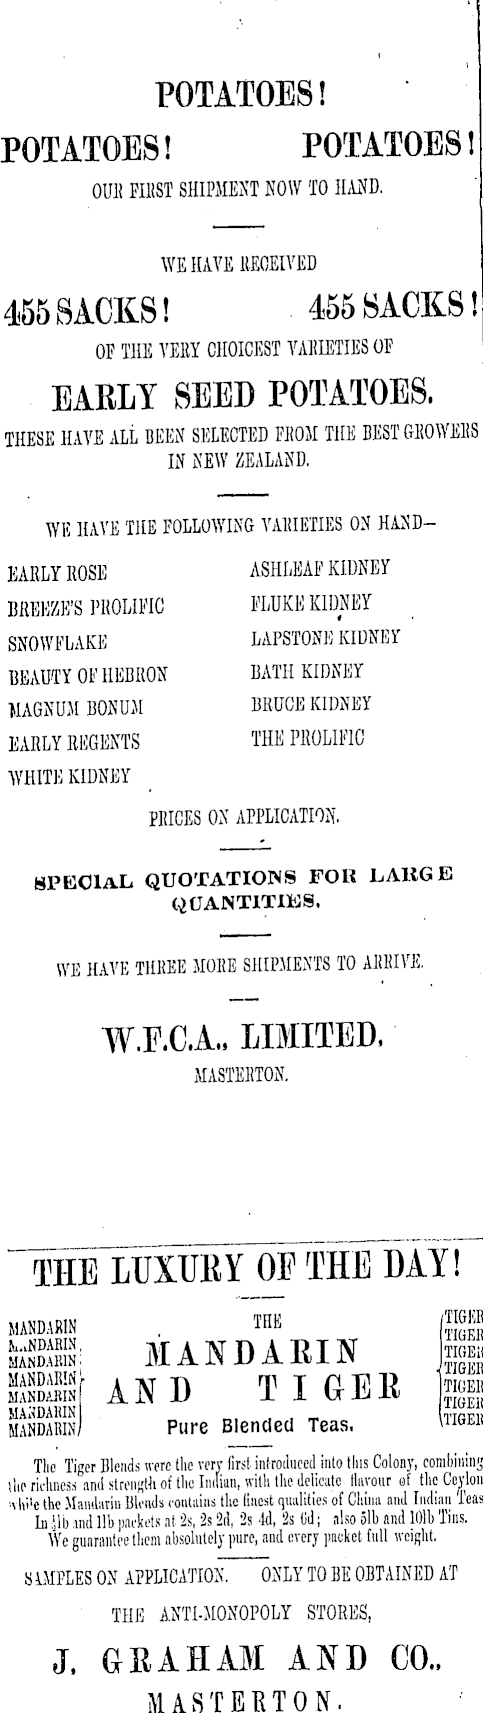 POTATOES!
POTATOES! POTATOES!
OUR FIRST SHIPMENT NOW TO HAND.
WE HAVE RECEIVED
455 SACKS! 455 SACKS!
OF THE VERY CHOICEST VARIETIES OF
EARLY SEED POTATOES.
THESE HAVE ALL BEEN SELECTED FROM THE BEST GROWERS
IN NEW ZEALAND.
WE HAVE THE FOLLOWING VARIETIES ON HAND—
EARLY ROSE ASHLEAF KIDNEY
BREEZE'S PROLIFIC FLUKE KIDNEY
SNOWFLAKE LAPSTONE KIDNEY
BEAUTY OF HEBRON BATH KIDNEY
MAGNUM BONUM BRUCE KIDNEY
EARLY REGENTS THE PROLIFIC
WHITE KIDNEY
PRICES ON APPLICATION.
SPECIAL QUOTATIONS FOR LARGE
QUANTITIES.
WE HAVE THREE MORE SHIPMENTS TO ARRIVE.
W.F.C.A., LIMITED.
MASTERTON.
THE LUXURY OF THE DAY!
MANDARIN THE TIGER
MANDARIN TIGER
MANDARIN MANDARIN TIGER
MANDARIN TIGER
MANDARIN AND TIGER TIGER
MANDARIN TIGER
MANDARIN Pure Blended Teas. TIGER
The Tiger Blends were the very first introduced into this Colony, combining
the richness and strength of the Indian, with the delicate flavour of the Ceylon
while the Mandarin Blends contains the finest qualities of China and Indian Teas
In ½lb and 1lb packets at 2s, 2s 2d, 2s 4d, 2s 6d; also 5lb and 10lb Tins.
We guarantee them absolutely pure, and every packet full weight.
SAMPLES ON APPLICATION. ONLY TO BE OBTAINED AT
THE ANTI-MONOPOLY STORES,
J. GRAHAM AND CO.,
MASTERTON.